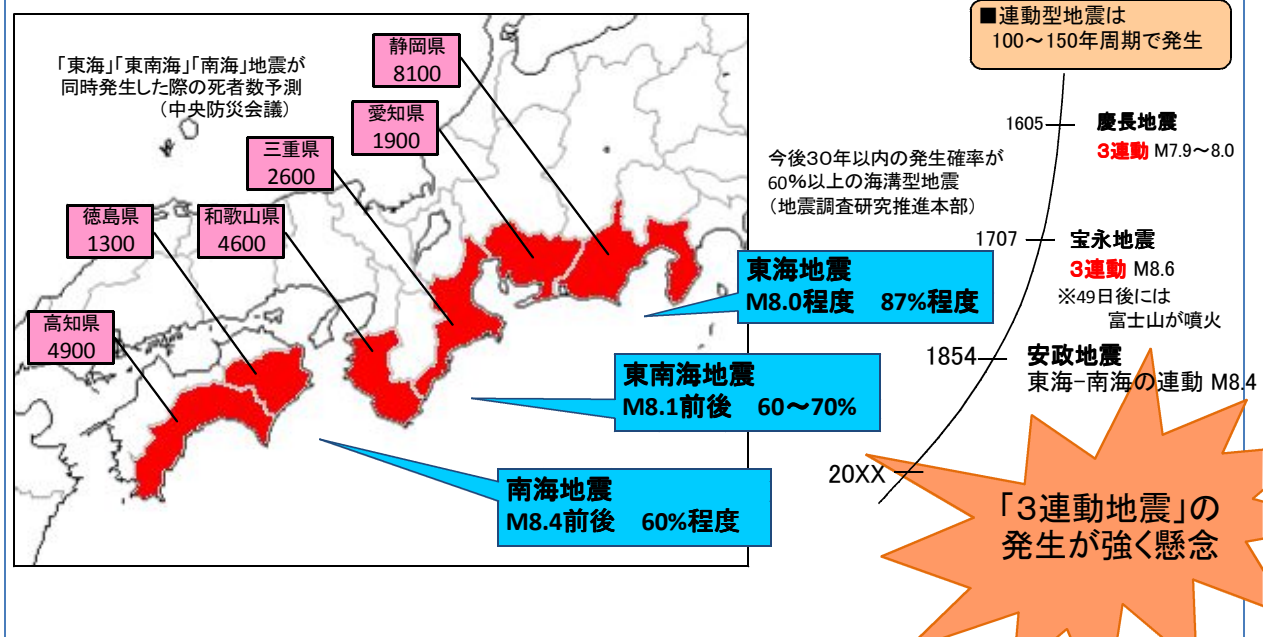 「東海」「東南海」「南海」地震が
同時発生した際の死者数予測
（中央防災会議）
静岡県
8100
愛知県
1900
三重県
2600
徳島県
1300
和歌山県
4600
高知県
4900
今後30年以内の発生確率が
60％以上の海溝型地震
（地震調査研究推進本部）
東海地震
M8.0程度　87%程度
東南海地震
M8.1前後　60～70%
南海地震
M8.4前後　60%程度
■連動型地震は
100～150年周期で発生
1605
慶長地震
3連動 M7.9～8.0
1707
宝永地震
3連動 M8.6
※49日後には
富士山が噴火
1854
安政地震
東海−南海の連動 M8.4
20XX
「３連動地震」の
発生が強く懸念